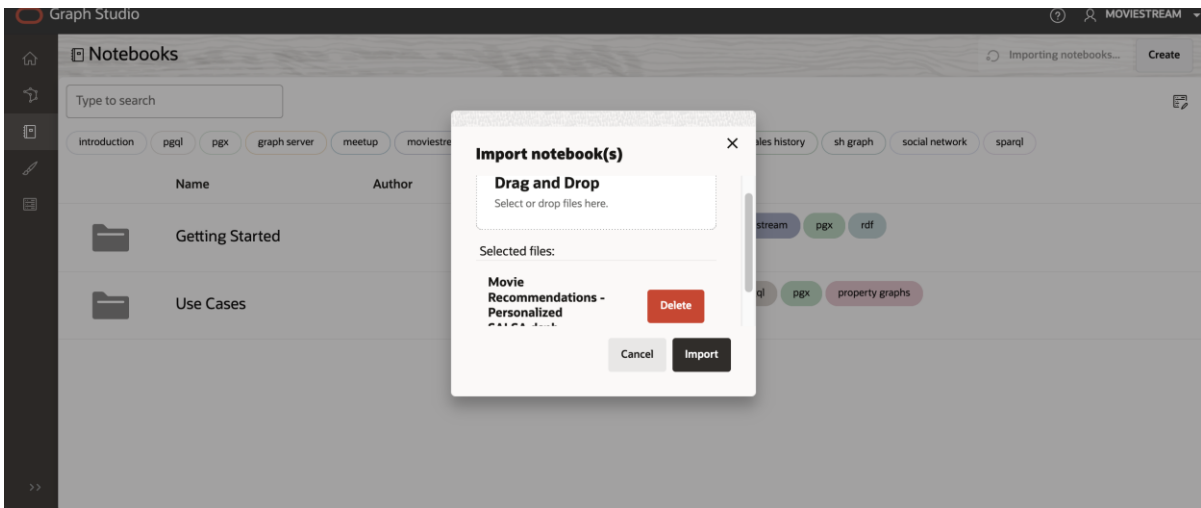 Graph Studio
MOVIESTREAM
Notebooks
Importing notebooks...
Create
Type to search
introduction pgql pgx graph server meetup moviestre ales history sh graph social network sparql
Import notebook(s)
Name Author
Drag and Drop
Select or drop files here.
stream pgx rdf
Getting Started
Selected files:
Movie
Recommendations -
Personalized
Delete
Use Cases
ql pgx property graphs
Cancel Import
>>